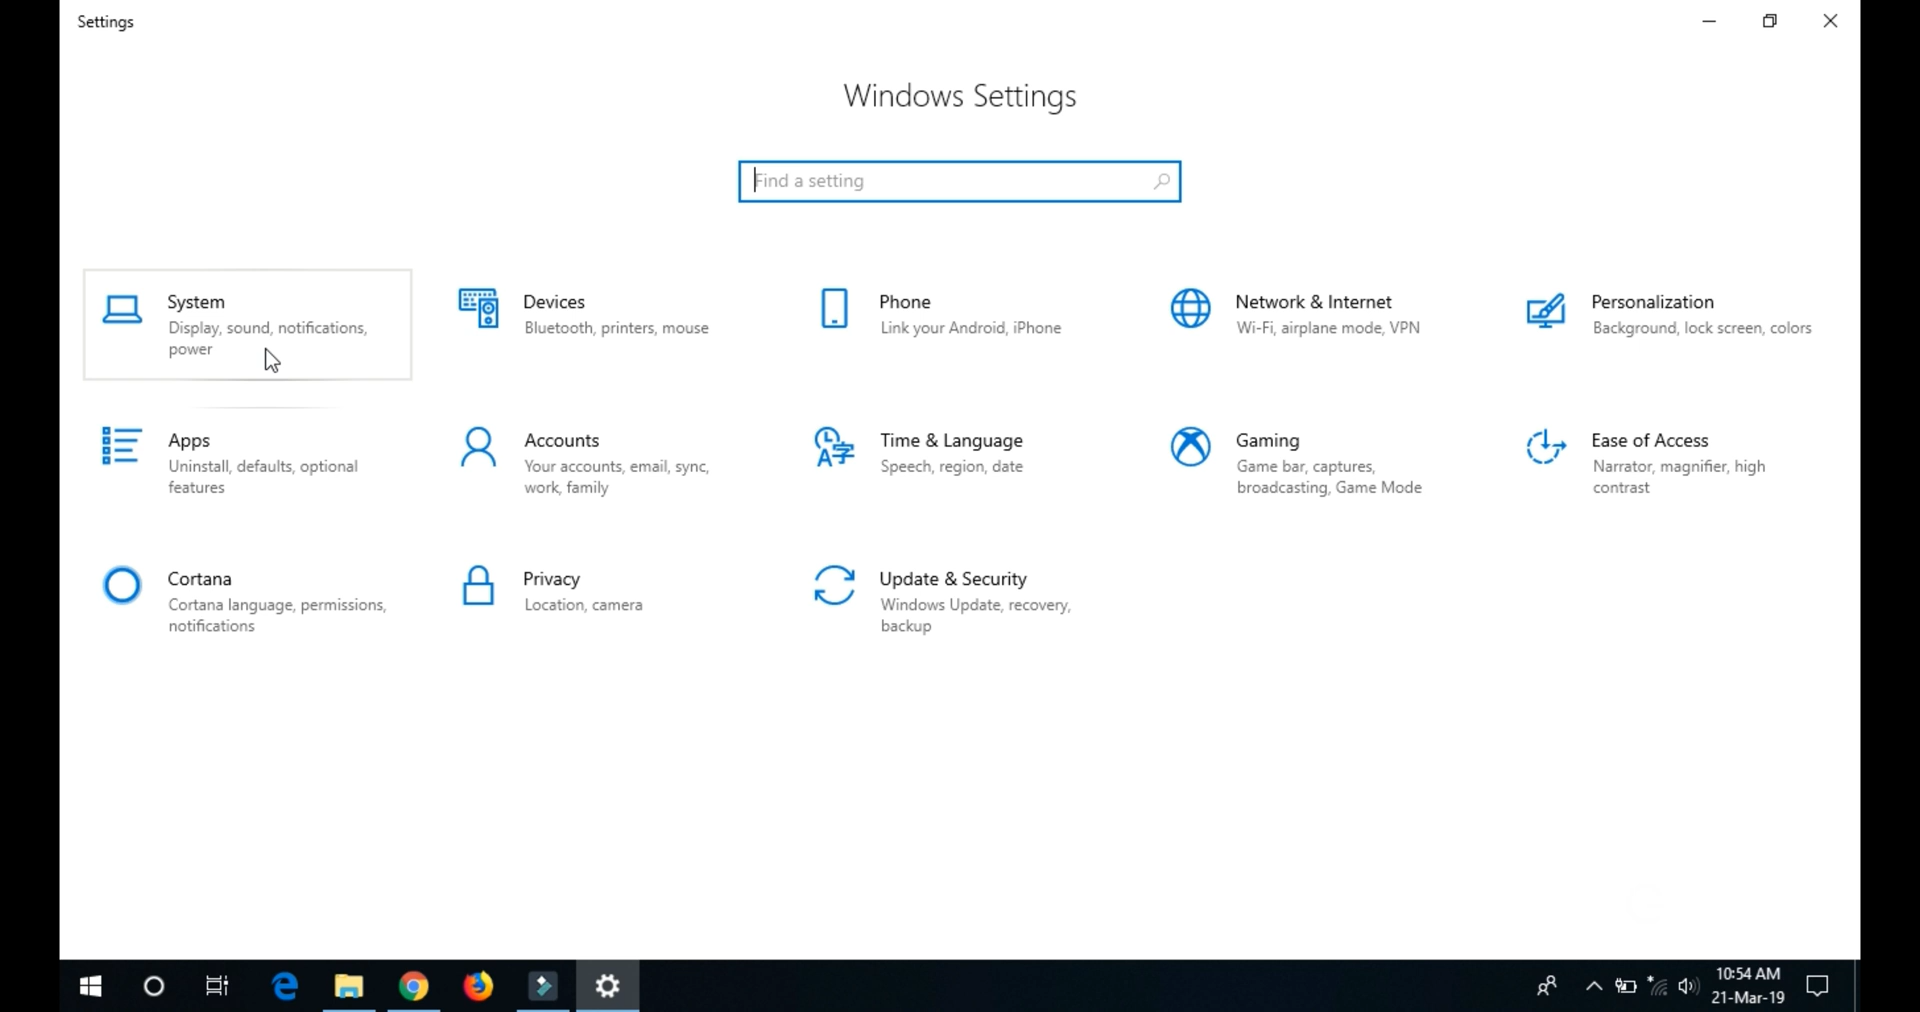 Settings
Windows Settings
Find a setting
System
Display, sound, notifications,
power
Devices
Bluetooth, printers, mouse
Phone
Link your Android, iPhone
Network & Internet
Wi-Fi, airplane mode, VPN
Personalization
Background, lock screen, colors
Apps
Uninstall, defaults, optional
features
Accounts
Your accounts, email, sync,
work, family
Time & Language
Speech, region, date
Gaming
Game bar, captures,
broadcasting, Game Mode
Ease of Access
Narrator, magnifier, high
contrast
Cortana
Cortana language, permissions,
notifications
Privacy
Location, camera
Update & Security
Windows Update, recovery,
backup
10:54 AM
21-Mar-19